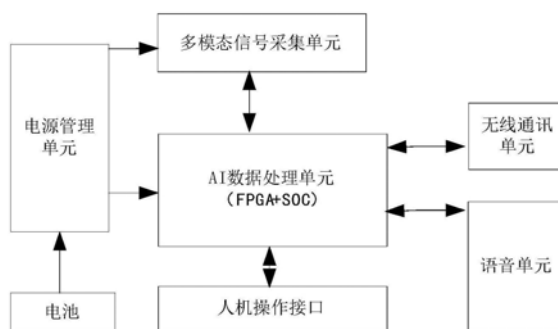 多模态信号采集单元
电源管理
单元
无线通讯
单元
AI数据处理单元
（FPGA+SOC）
语音单元
电池
人机操作接口